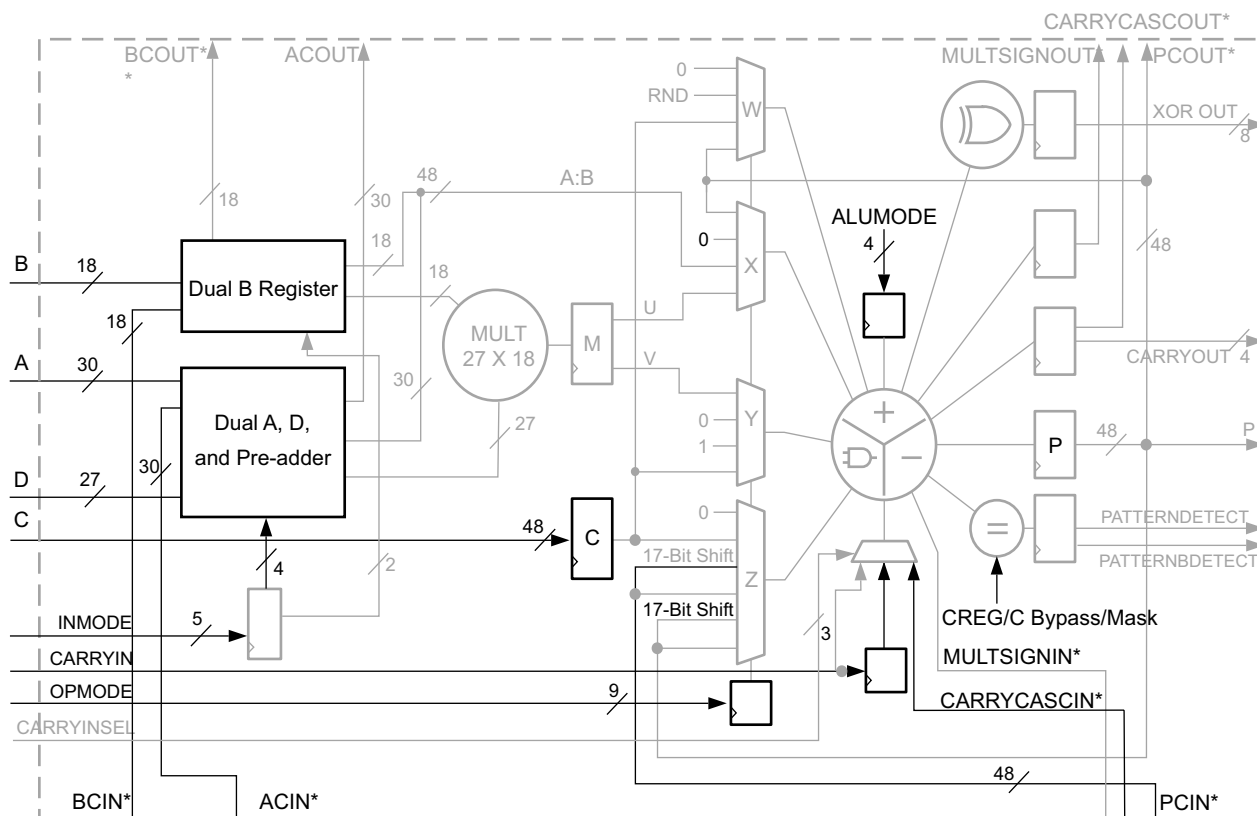 CARRYCASCOUT*
BCOUT*
*
ACOUT
MULTSIGNOUT*
PCOUT*
0
RND
W
XOR OUT
8
18
30
48
A:B
ALUMODE
4
48
18
0
X
B
18
Dual B Register
18
18
MULT
27 X 18
M
U
V
CARRYOUT 4
A
30
30
Dual A, D,
and Pre-adder
27
Y
0
1
+
−
P
48
P
30
D
27
C
48
C
0
17-Bit Shift
Z
17-Bit Shift
=
PATTERNDETECT
PATTERNBDETECT
4
2
INMODE
5
3
CREG/C Bypass/Mask
CARRYIN
MULTSIGNIN*
OPMODE
9
CARRYCASCIN*
CARRYINSEL
48
BCIN*
ACIN*
PCIN*